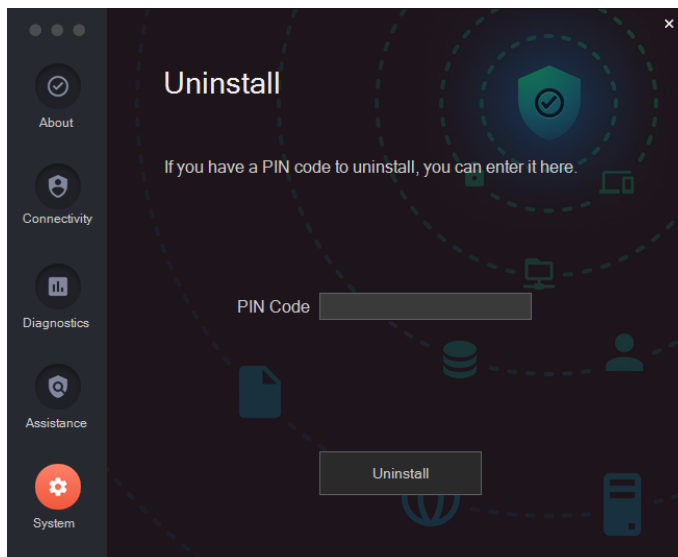 About
Connectivity
Diagnostics
Assistance
System
Uninstall
If you have a PIN code to uninstall, you can enter it here.
PIN Code
Uninstall